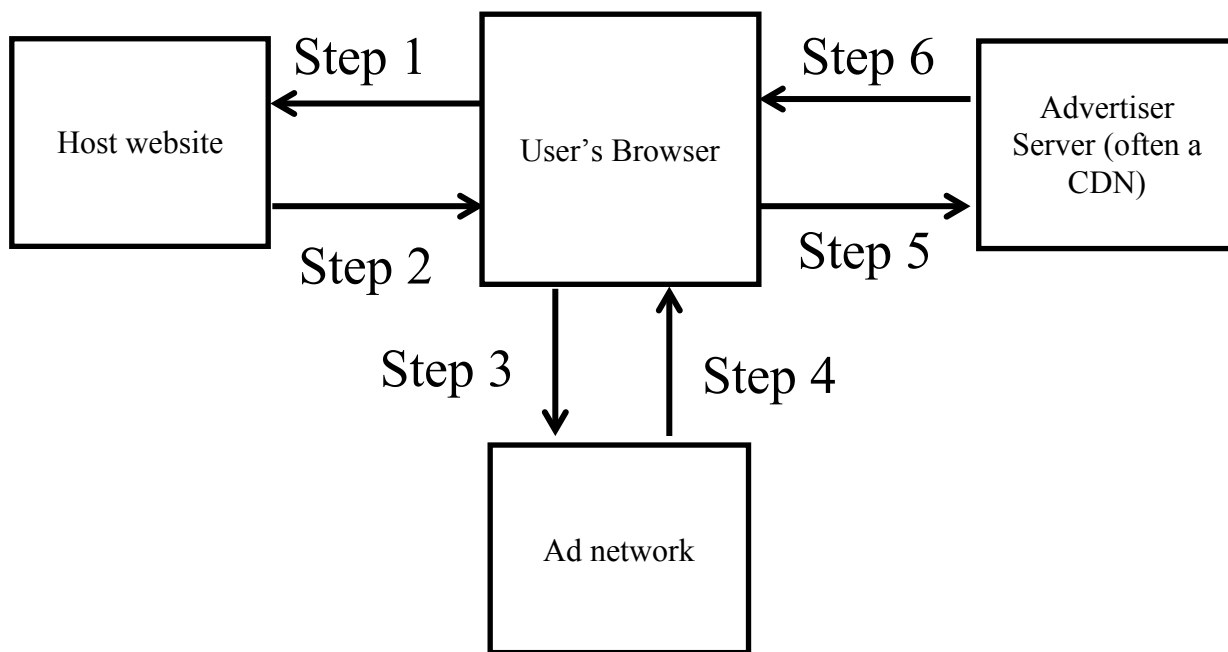 Step 1
Step 6
Host website
User’s Browser
Advertiser
Server (often a
CDN)
Step 2
Step 5
Step 3
Step 4
Ad network